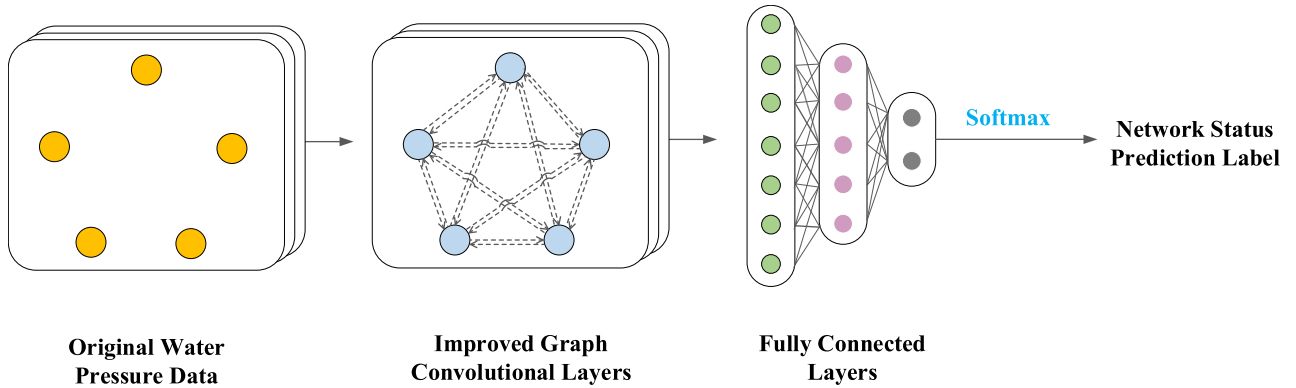 Softmax
Network Status
Prediction Label
Original Water
Pressure Data
Improved Graph
Convolutional Layers
Fully Connected
Layers